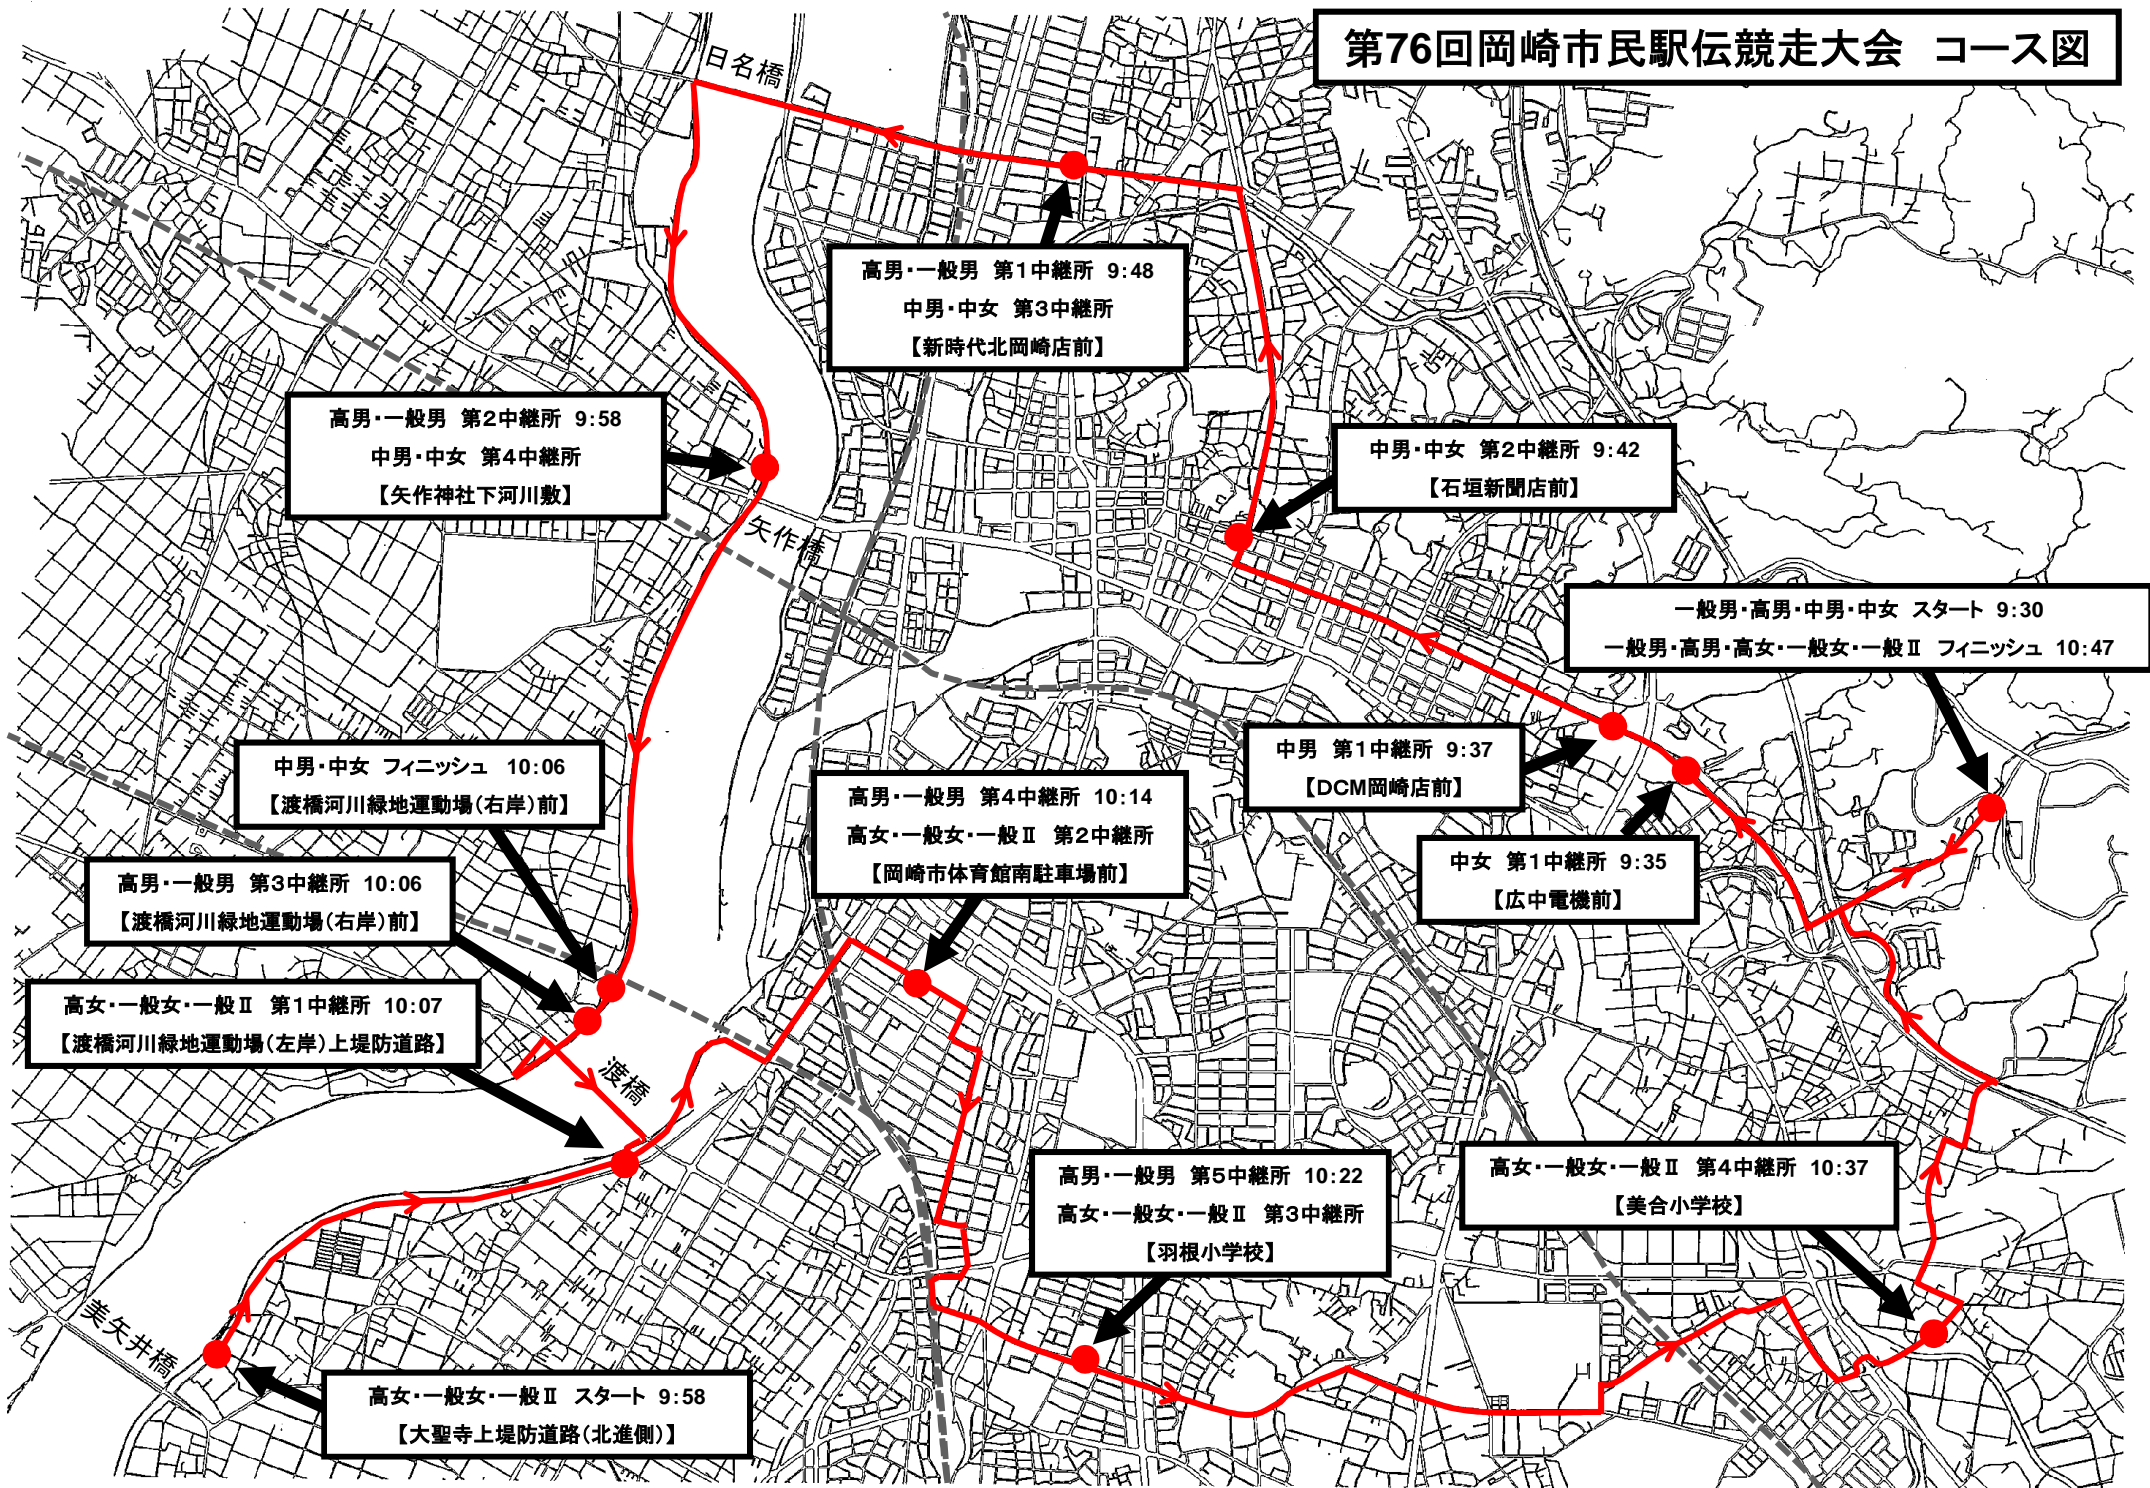 第76回岡崎市民駅伝競走大会　コース図
日名橋
高男・一般男 第1中継所 9:48
中男・中女 第3中継所
【新時代北岡崎店前】
高男・一般男 第2中継所 9:58
中男・中女 第4中継所
【矢作神社下河川敷】
中男・中女 第2中継所 9:42
【石垣新聞店前】
矢作橋
一般男・高男・中男・中女 スタート 9:30
一般男・高男・高女・一般女・一般Ⅱ フィニッシュ 10:47
中男 第1中継所 9:37
【DCM岡崎店前】
中男・中女 フィニッシュ 10:06
【渡橋河川緑地運動場(右岸)前】
高男・一般男 第4中継所 10:14
高女・一般女・一般Ⅱ 第2中継所
【岡崎市体育館南駐車場前】
中女 第1中継所 9:35
【広中電機前】
高男・一般男 第3中継所 10:06
【渡橋河川緑地運動場(右岸)前】
高女・一般女・一般Ⅱ 第1中継所 10:07
【渡橋河川緑地運動場(左岸)上堤防道路】
渡橋
高男・一般男 第5中継所 10:22
高女・一般女・一般Ⅱ 第3中継所
【羽根小学校】
高女・一般女・一般Ⅱ 第4中継所 10:37
【美合小学校】
美矢井橋
高女・一般女・一般Ⅱ スタート 9:58
【大聖寺上堤防道路(北進側)】